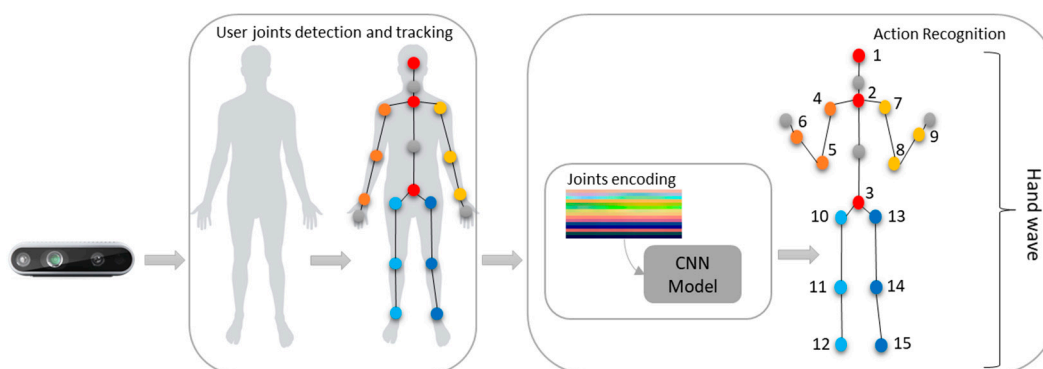 User joints detection and tracking
Action Recognition
1
2
4
7
6
9
5
8
Joints encoding
3
10
13
CNN
Model
11
14
12
15
Hand wave